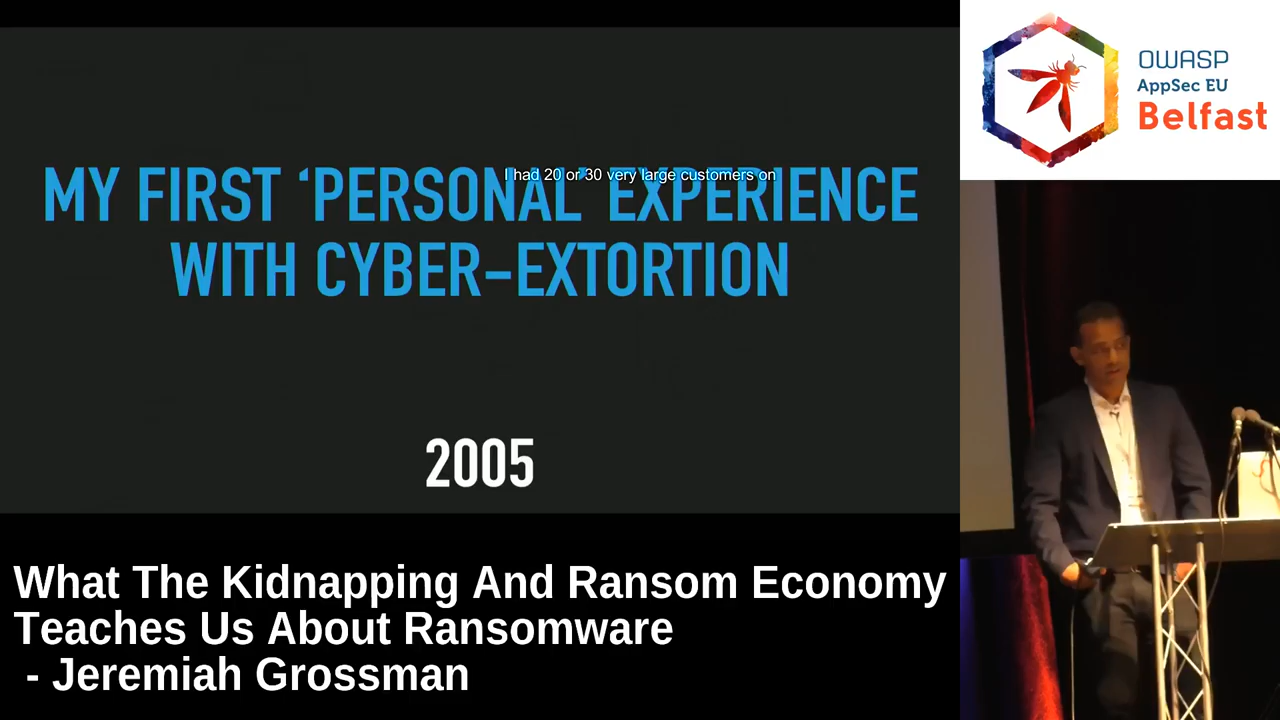 I had 20 or 30 very large customers on
MY FIRST ‘PERSONAL’ EXPERIENCE
WITH CYBER-EXTORTION
2005
OWASP
AppSec EU
Belfast
What The Kidnapping And Ransom Economy
Teaches Us About Ransomware
- Jeremiah Grossman